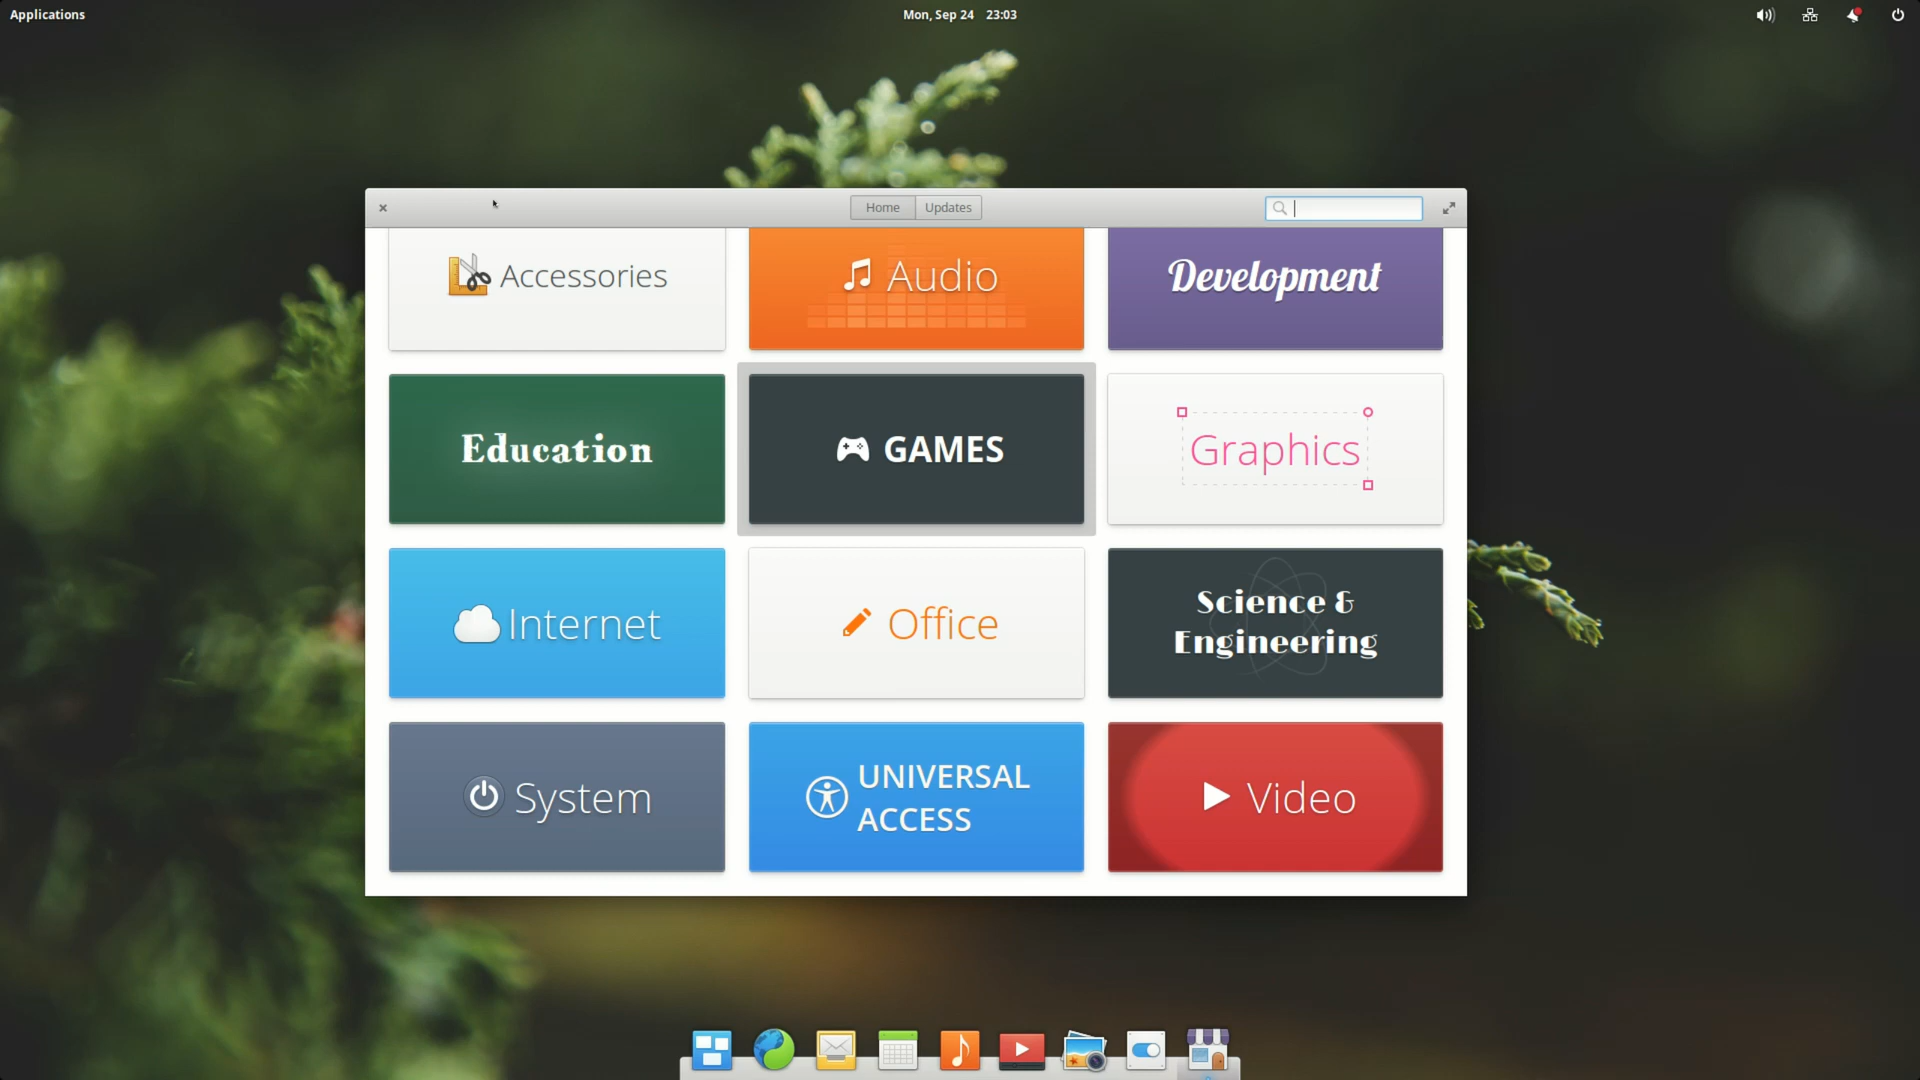 Applications
Mon, Sep 24 23:03
Home
Updates
Accessories
Audio
Development
Education
GAMES
Graphics
Internet
Office
Science &
Engineering
System
UNIVERSAL
ACCESS
Video